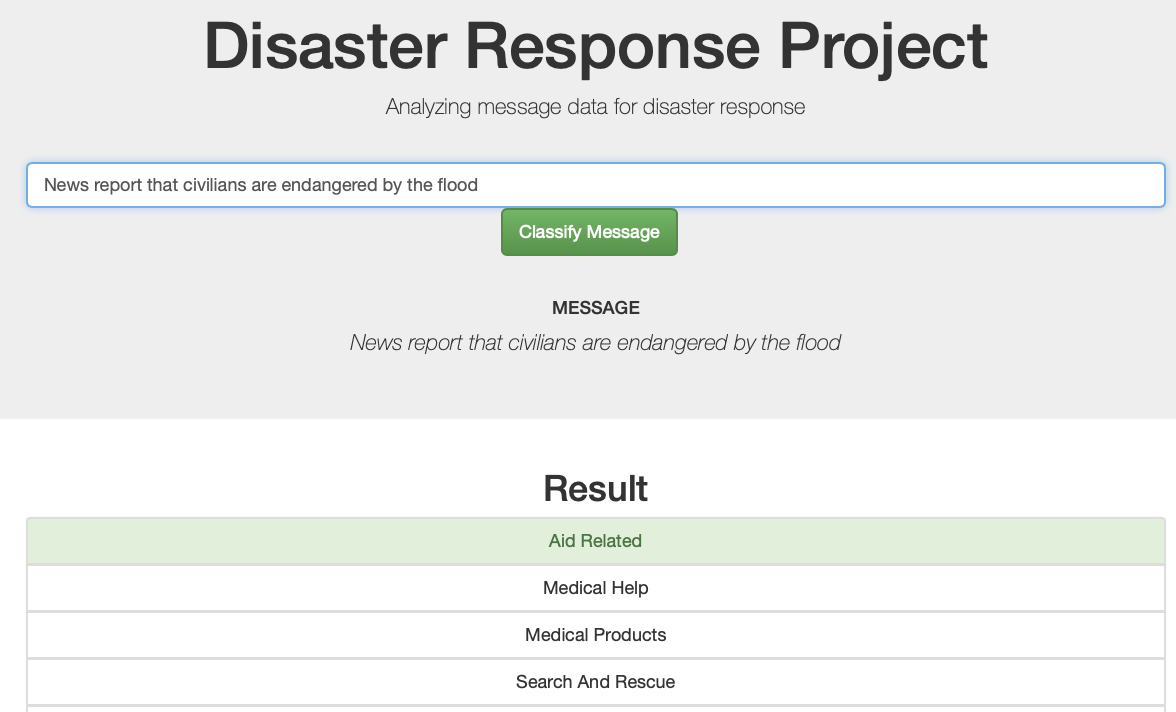 Disaster Response Project
Analyzing message data for disaster response
News report that civilians are endangered by the flood
Classify Message
MESSAGE
News report that civilians are endangered by the flood
Result
Aid Related
Medical Help
Medical Products
Search And Rescue